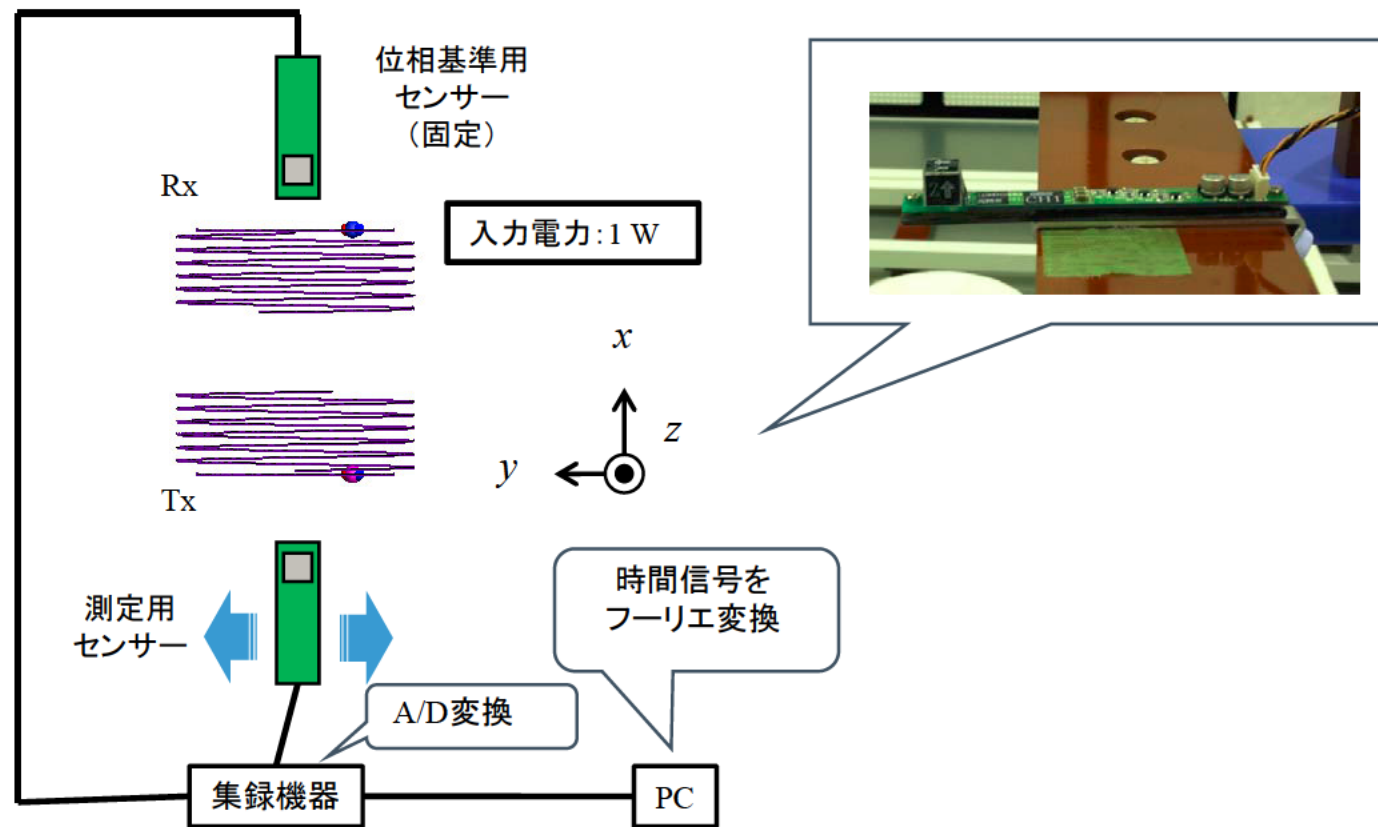 位相基準用
センサー
(固定)
Rx
入力電力:1 W
x
z
y
Tx
測定用
センサー
時間信号を
フーリエ変換
A/D変換
集録機器
PC
Z↑